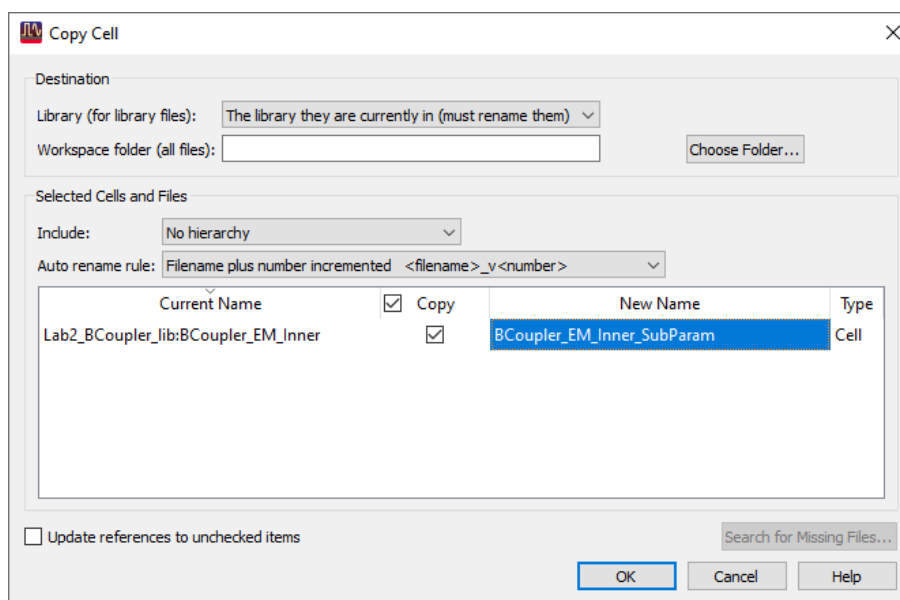 Copy Cell
Destination
Library (for library files): The library they are currently in (must rename them)
Workspace folder (all files): Choose Folder...
Selected Cells and Files
Include: No hierarchy
Auto rename rule: Filename plus number incremented <filename>_v<number>
Current Name Copy New Name Type
Lab2_BCoupler_lib:BCoupler_EM_Inner BCoupler_EM_Inner_SubParam Cell
Update references to unchecked items Search for Missing Files...
OK Cancel Help